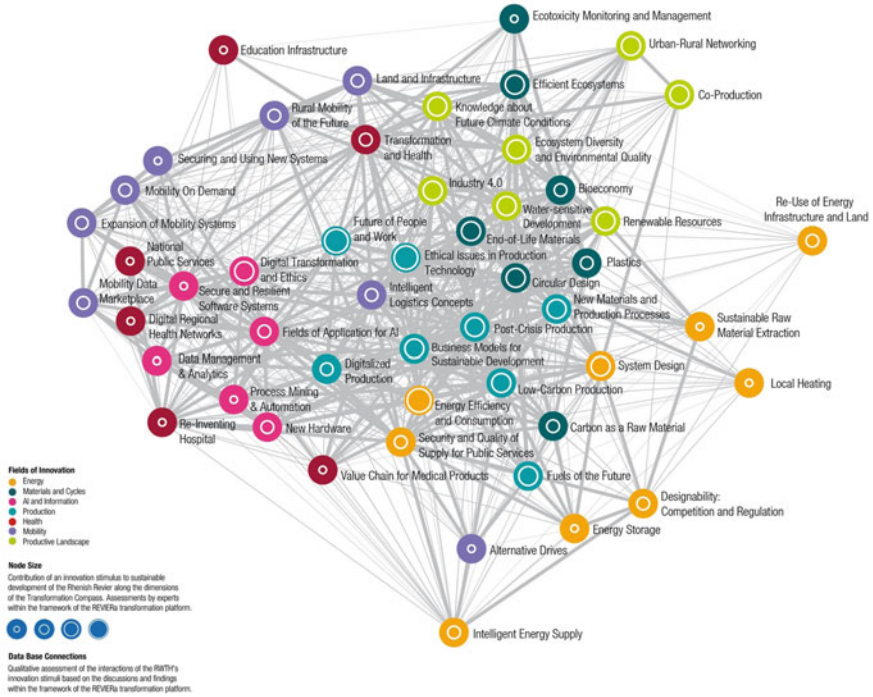 Ecotoxicity Monitoring and Management
Education Infrastructure
Urban-Rural Networking
Land and Infrastructure
Efficient Ecosystems
Co-Production
Rural Mobility
of the Future
Knowledge about
Future Climate Conditions
Transformation
and Health
Ecosystem Diversity
and Environmental Quality
Securing and Using New Systems
Mobility On Demand
Industry 4.0
Bioeconomy
Re-Use of Energy
Infrastructure and Land
Expansion of Mobility Systems
Future of People
and Work
Water-sensitive
Development
Renewable Resources
End-of-Life Materials
National
Public Services
Digital Transformation
and Ethics
Ethical Issues in Production
Technology
Plastics
Mobility Data
Marketplace
Secure and Resilient
Software Systems
Intelligent
Logistics Concepts
Circular Design
New Materials and
Production Processes
Digital Regional
Health Networks
Fields of Application for AI
Post-Crisis Production
Sustainable Raw
Material Extraction
Data Management
& Analytics
Digitalized
Production
Business Models for
Sustainable Development
System Design
Local Heating
Process Mining
& Automation
Energy Efficiency
and Consumption
Low-Carbon Production
Re-Inventing
Hospital
New Hardware
Security and Quality of
Supply for Public Services
Carbon as a Raw Material
Value Chain for Medical Products
Fuels of the Future
Designability:
Competition and Regulation
Energy Storage
Alternative Drives
Intelligent Energy Supply
Fields of Innovation
Energy
Materials and Cycles
AI and Information
Production
Health
Mobility
Productive Landscape
Node Size
Contribution of an innovation stimulus to sustainable
development of the Rhenish Revier along the dimensions
of the Transformation Compass. Assessments by experts
within the framework of the REVIERa transformation platform.
Data Base Connections
Qualitative assessment of the interactions of the RWTH's
innovation stimuli based on the discussions and findings
within the framework of the REVIERa transformation platform.